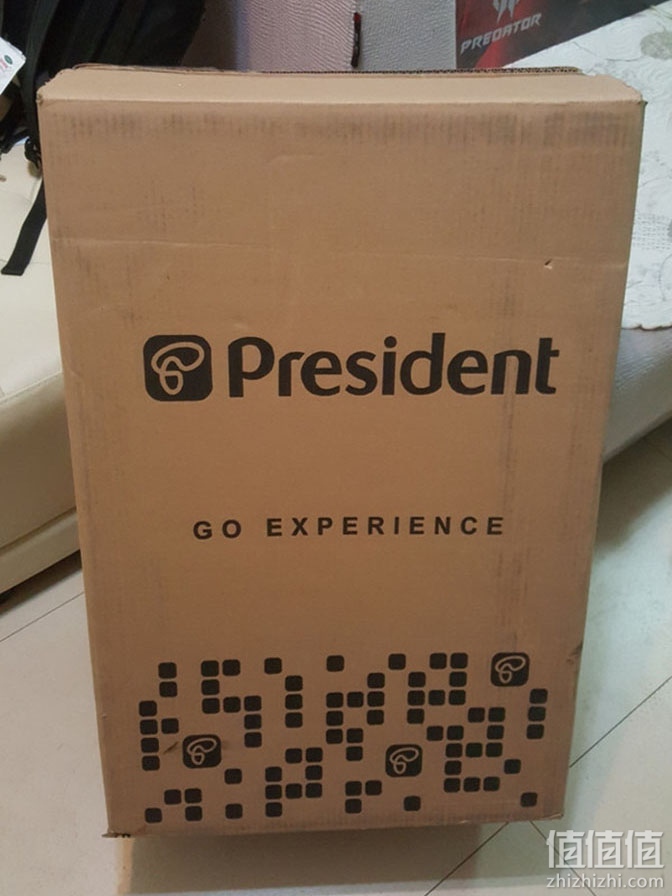 PREDATOR
President
GO EXPERIENCE
值值值
zhizhizhi.com